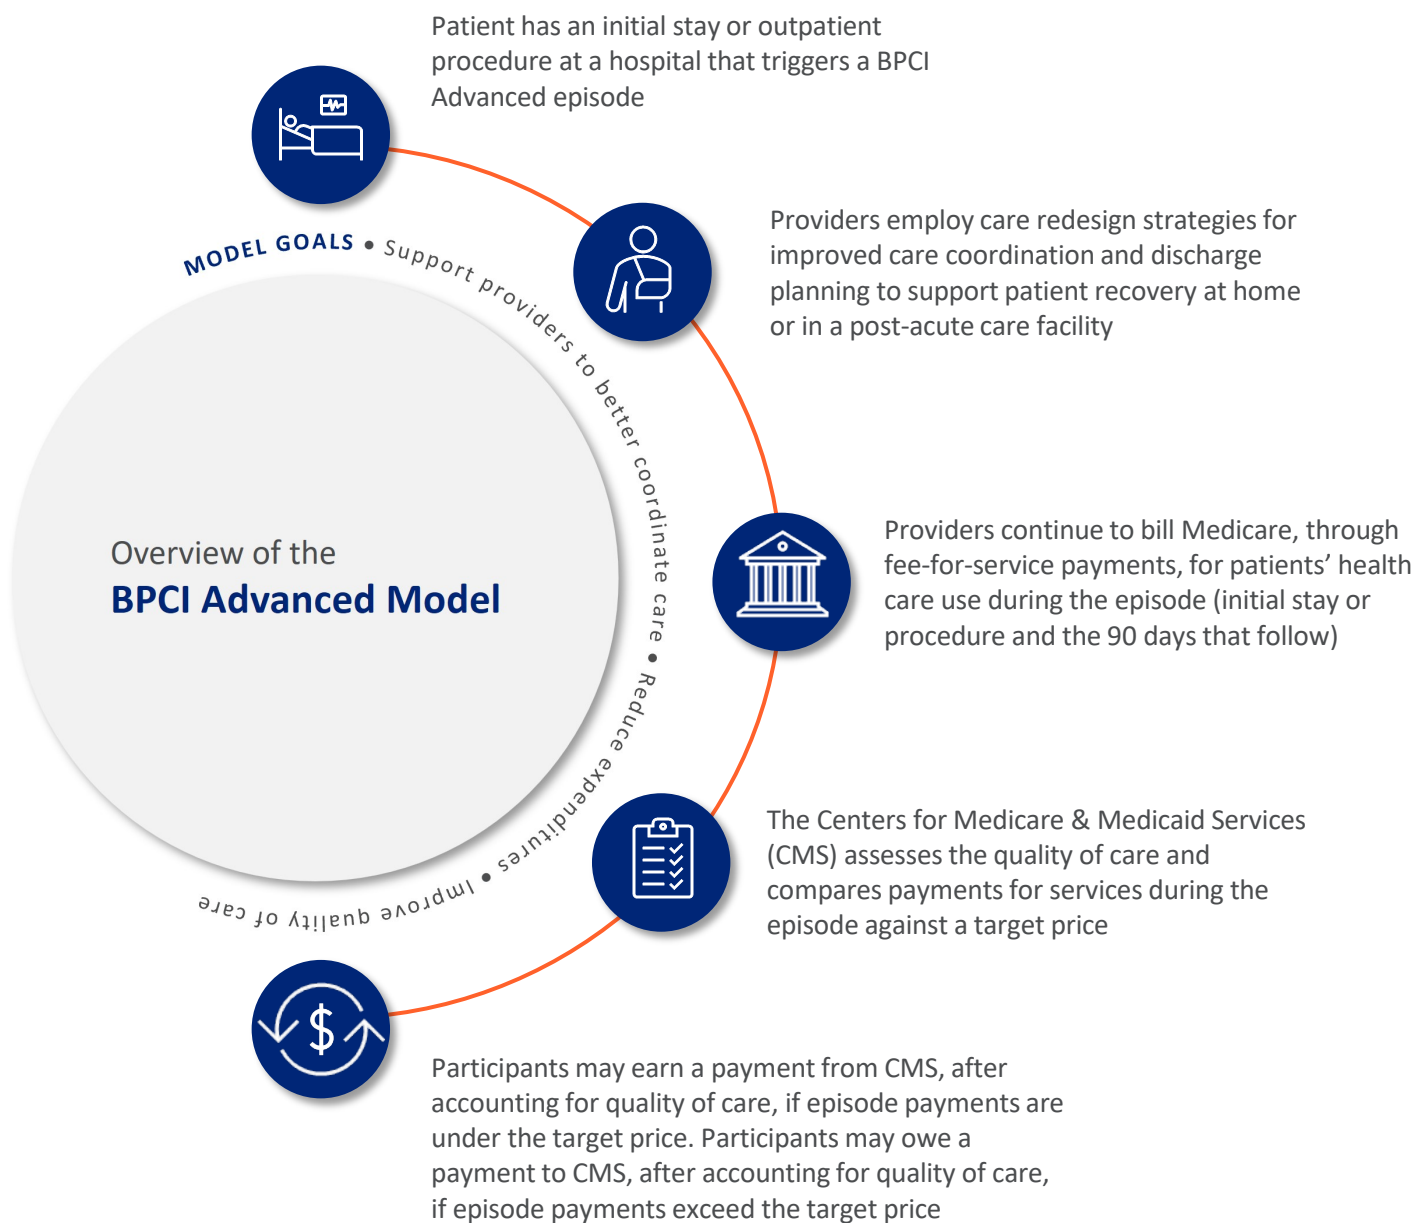 Patient has an initial stay or outpatient
procedure at a hospital that triggers a BPCI
Advanced episode
MODEL GOALS • Support providers to better coordinate care • Reduce expenditures • Improve quality of care
Providers employ care redesign strategies for
improved care coordination and discharge
planning to support patient recovery at home
or in a post-acute care facility
Overview of the
BPCI Advanced Model
Providers continue to bill Medicare, through
fee-for-service payments, for patients’ health
care use during the episode (initial stay or
procedure and the 90 days that follow)
The Centers for Medicare & Medicaid Services
(CMS) assesses the quality of care and
compares payments for services during the
episode against a target price
$
Participants may earn a payment from CMS, after
accounting for quality of care, if episode payments are
under the target price. Participants may owe a
payment to CMS, after accounting for quality of care,
if episode payments exceed the target price